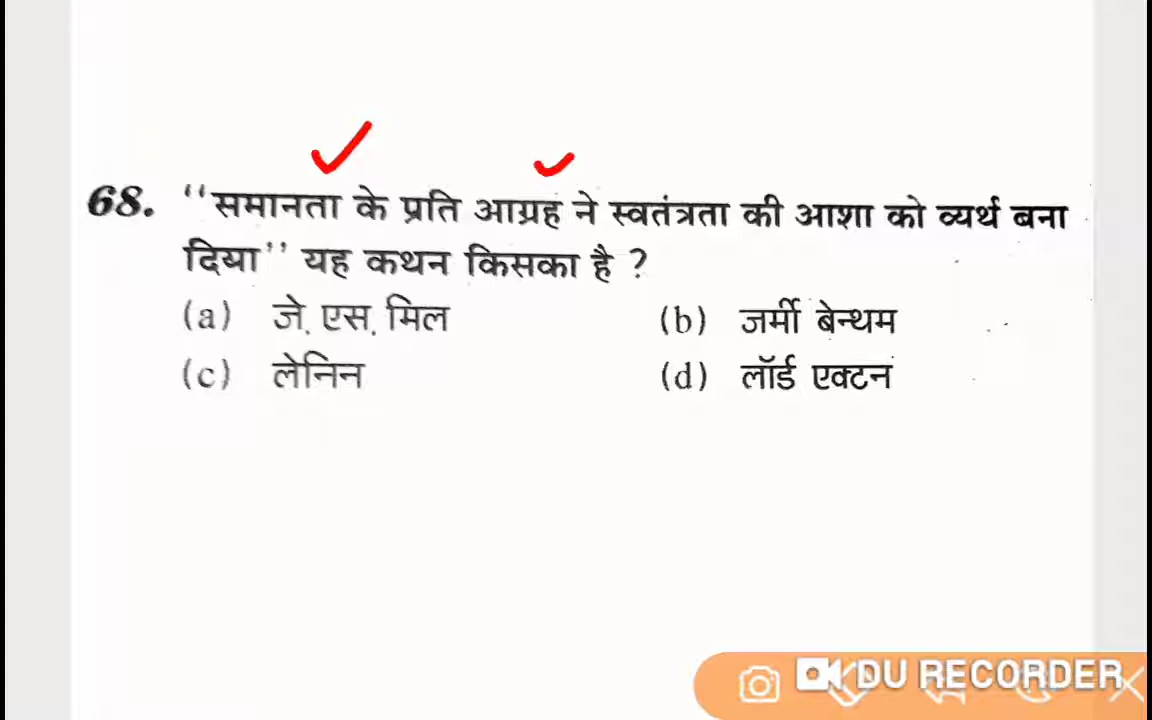 68. ‘‘समानता के प्रति आग्रह ने स्वतंत्रता की आशा को व्यर्थ बना
दिया’’ यह कथन किसका है ?
(a) जे. एस. मिल (b) जर्मी बेन्थम
(c) लेनिन (d) लॉर्ड एक्टन
DU RECORDER